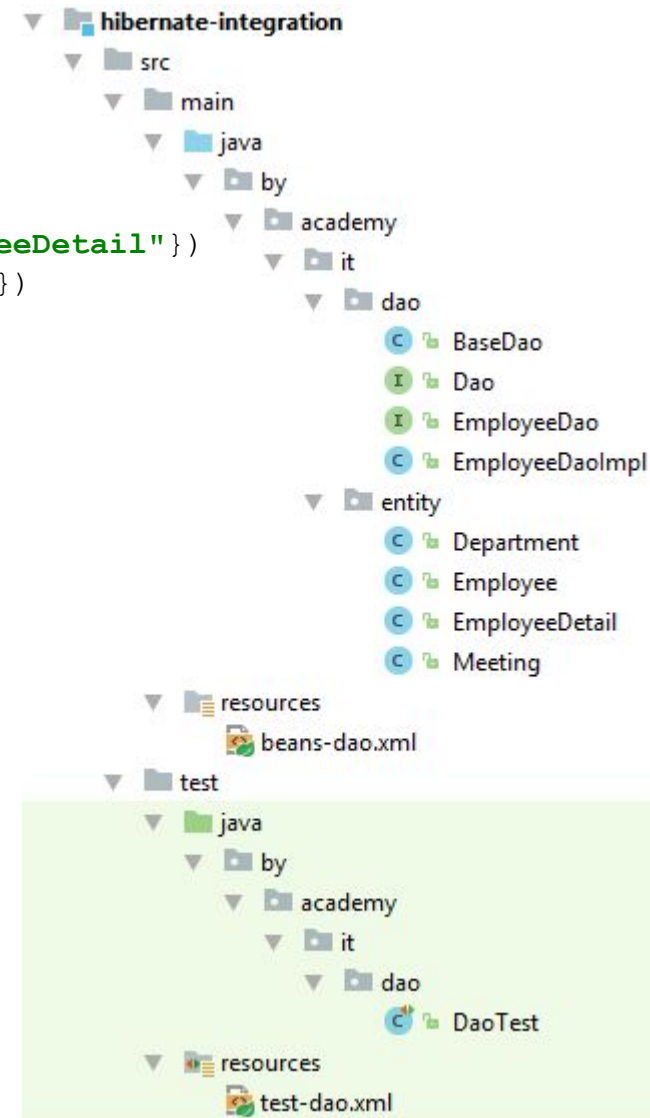 hibernate-integration
src
main
java
by
academy
eeDetail"})
it
})
dao
C BaseDao
I Dao
I EmployeeDao
C EmployeeDaoImpl
entity
C Department
C Employee
C EmployeeDetail
C Meeting
resources
beans-dao.xml
test
java
by
academy
it
dao
C DaoTest
resources
test-dao.xml